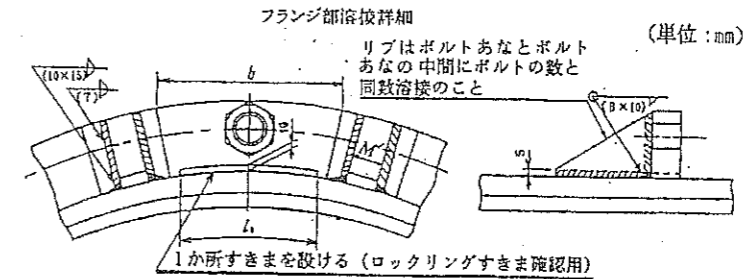 フランジ部溶接詳細
(単位:mm)
リブはボルトあなとボルト
あなの中間にボルトの数と
同数溶接のこと
(10×15)
(7)
b
(8×10)
10
5
l₁
1か所すきまを設ける(ロックリングすきま確認用)